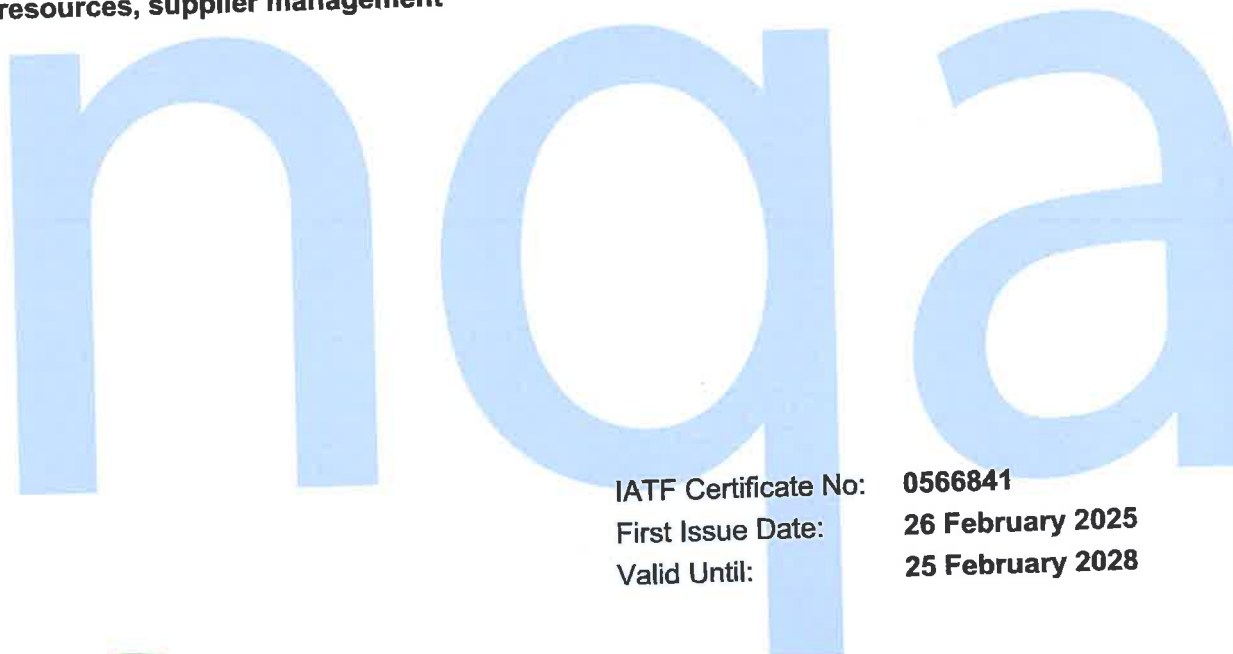 resources, supplier management
nqa
IATF Certificate No: 0566841
First Issue Date: 26 February 2025
Valid Until: 25 February 2028